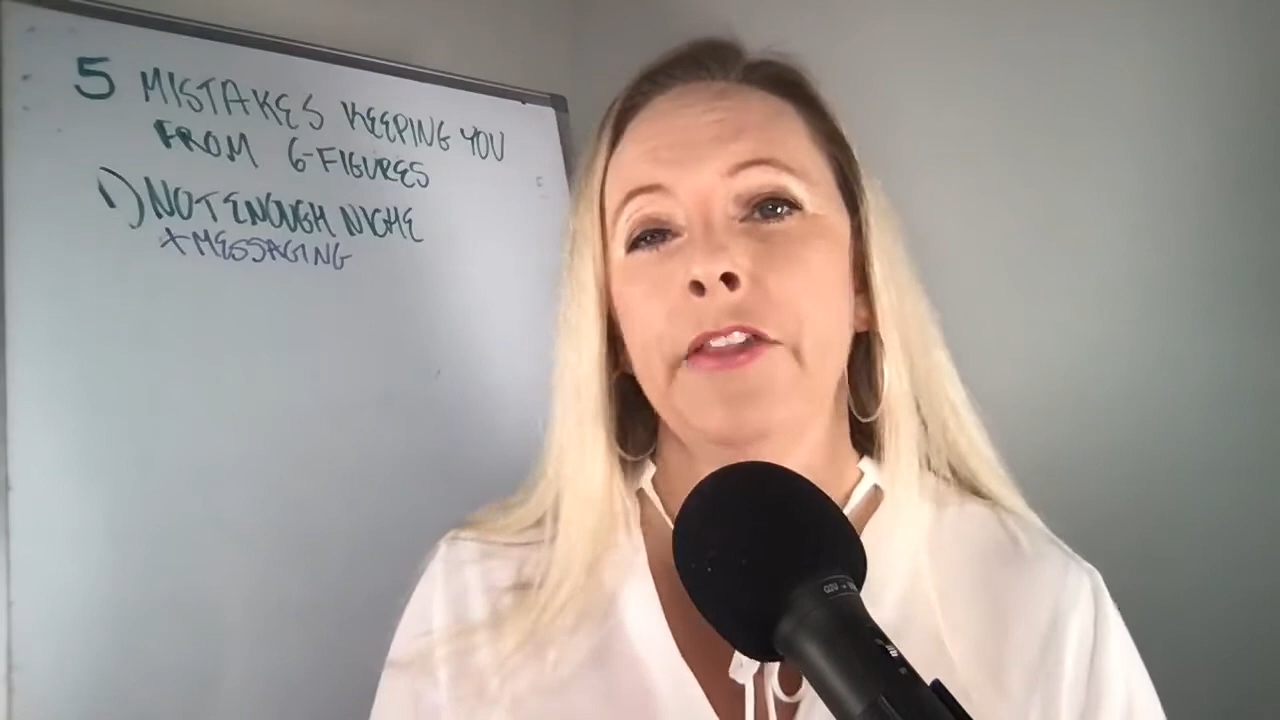 5 MISTAKES KEEPING YOU
FROM 6-FIGURES
1) NOT ENOUGH NICHE
+ MESSAGING